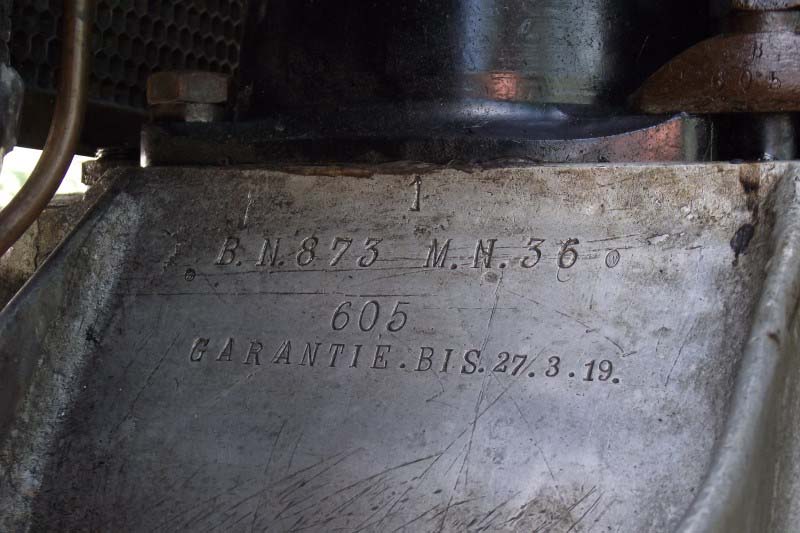 1
B.N.873 M.N.36
605
GARANTIE.BIS.27.3.19.